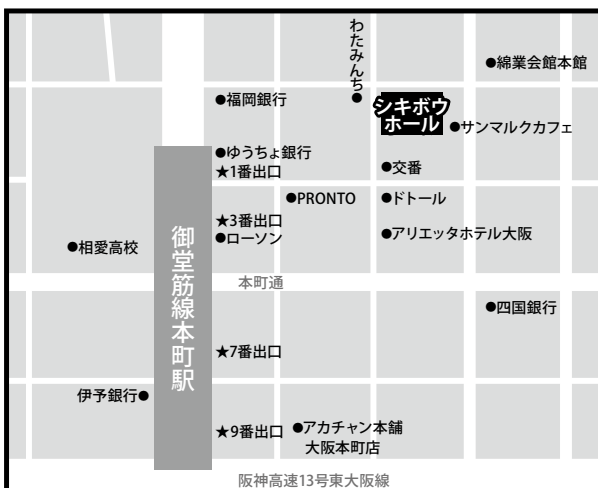 わたみんち
●綿業会館本館
●福岡銀行
シキボウ
ホール
●サンマルクカフェ
●ゆうちょ銀行
★1番出口
●交番
●PRONTO
●ドトール
★3番出口
●ローソン
●アリエッタホテル大阪
●相愛高校
御堂筋線本町駅
本町通
●四国銀行
★7番出口
伊予銀行●
★9番出口
●アカチャン本舗
大阪本町店
阪神高速13号東大阪線